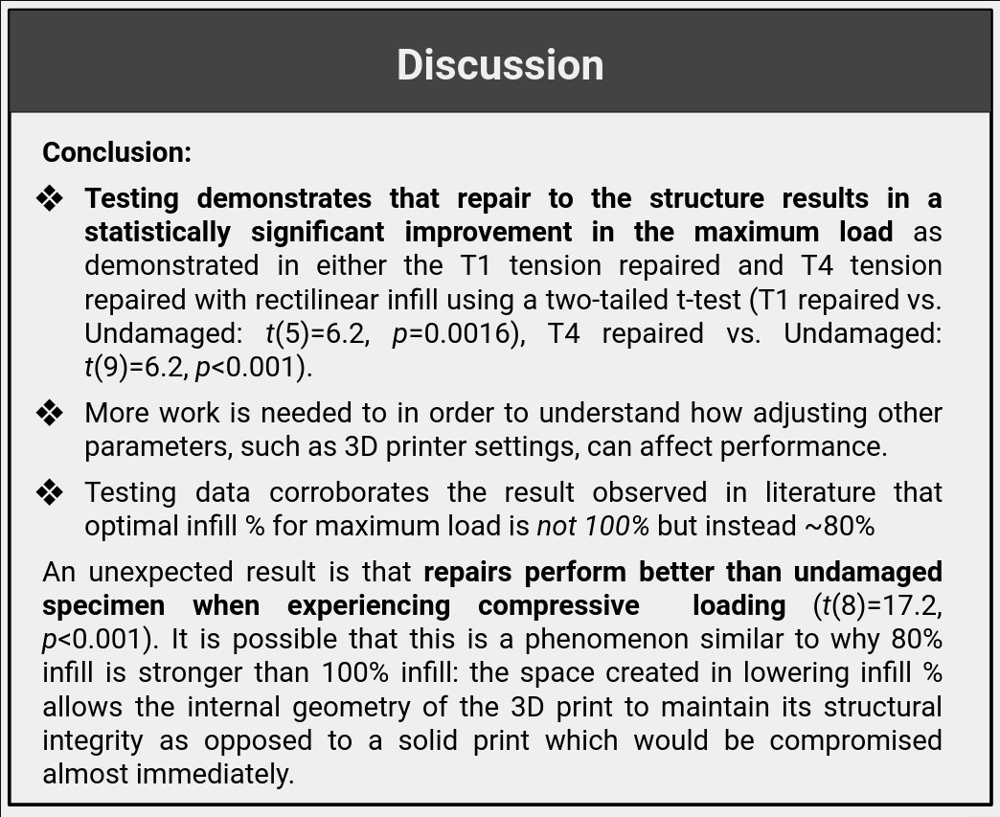 Discussion
Conclusion:
❖ Testing demonstrates that repair to the structure results in a
statistically significant improvement in the maximum load as
demonstrated in either the T1 tension repaired and T4 tension
repaired with rectilinear infill using a two-tailed t-test (T1 repaired vs.
Undamaged: t(5)=6.2, p=0.0016), T4 repaired vs. Undamaged:
t(9)=6.2, p<0.001).
❖ More work is needed to in order to understand how adjusting other
parameters, such as 3D printer settings, can affect performance.
❖ Testing data corroborates the result observed in literature that
optimal infill % for maximum load is not 100% but instead ~80%
An unexpected result is that repairs perform better than undamaged
specimen when experiencing compressive loading (t(8)=17.2,
p<0.001). It is possible that this is a phenomenon similar to why 80%
infill is stronger than 100% infill: the space created in lowering infill %
allows the internal geometry of the 3D print to maintain its structural
integrity as opposed to a solid print which would be compromised
almost immediately.